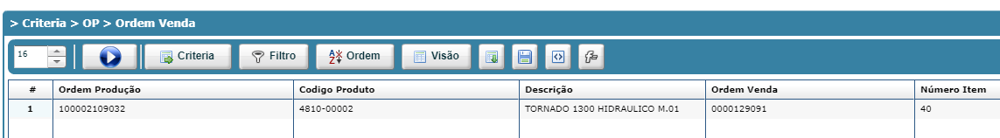 > Criteria > OP > Ordem Venda
16 Criteria Filtro Ordem Visão
# Ordem Produção Codigo Produto Descrição Ordem Venda Número Item
1 100002109032 4810-00002 TORNADO 1300 HIDRAULICO M.01 0000129091 40